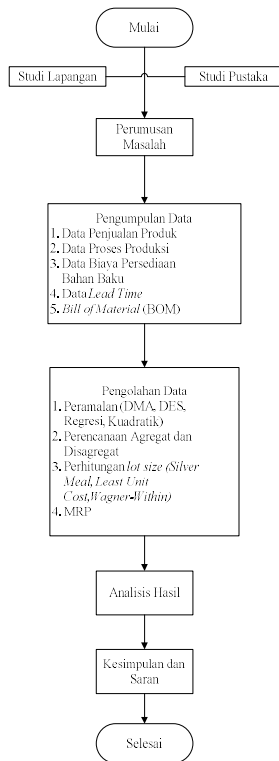 Mulai
Studi Lapangan
Studi Pustaka
Perumusan
Masalah
Pengumpulan Data
1. Data Penjualan Produk
2. Data Proses Produksi
3. Data Biaya Persediaan
Bahan Baku
4. Data Lead Time
5. Bill of Material (BOM)
Pengolahan Data
1. Peramalan (DMA, DES,
Regresi, Kuadratik)
2. Perencanaan Agregat dan
Disagregat
3. Perhitungan lot size (Silver
Meal, Least Unit
Cost,Wagner-Within)
4. MRP
Analisis Hasil
Kesimpulan dan
Saran
Selesai